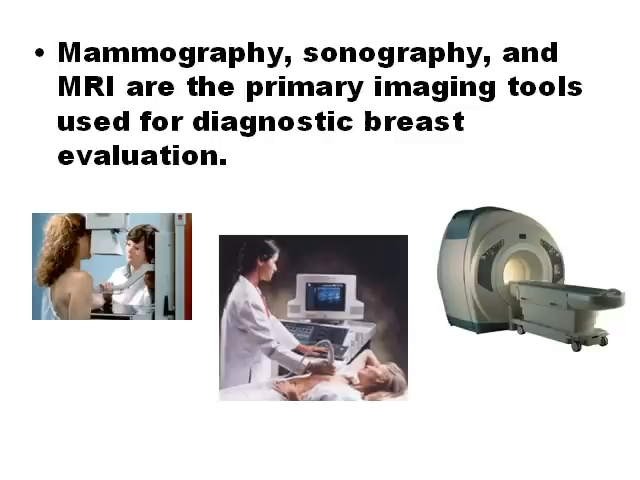 • Mammography, sonography, and
MRI are the primary imaging tools
used for diagnostic breast
evaluation.